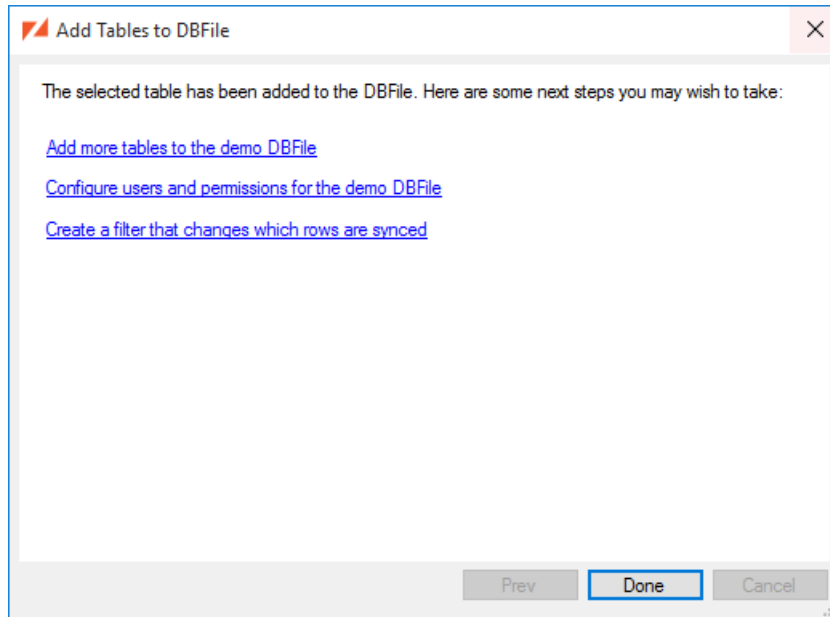 Add Tables to DBFile
The selected table has been added to the DBFile. Here are some next steps you may wish to take:
Add more tables to the demo DBFile
Configure users and permissions for the demo DBFile
Create a filter that changes which rows are synced
Prev
Done
Cancel